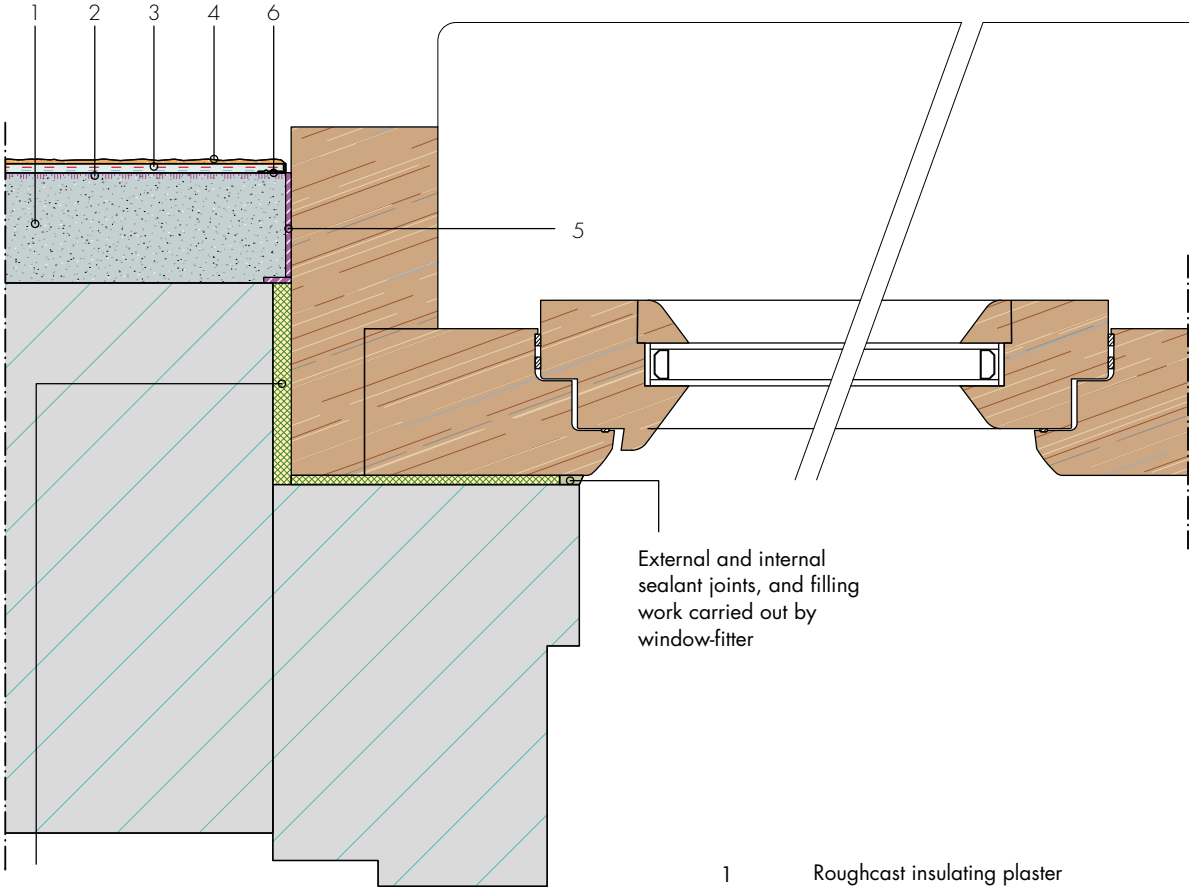 1 2 3 4 6
5
External and internal
sealant joints, and filling
work carried out by
window-fitter
1 Roughcast insulating plaster